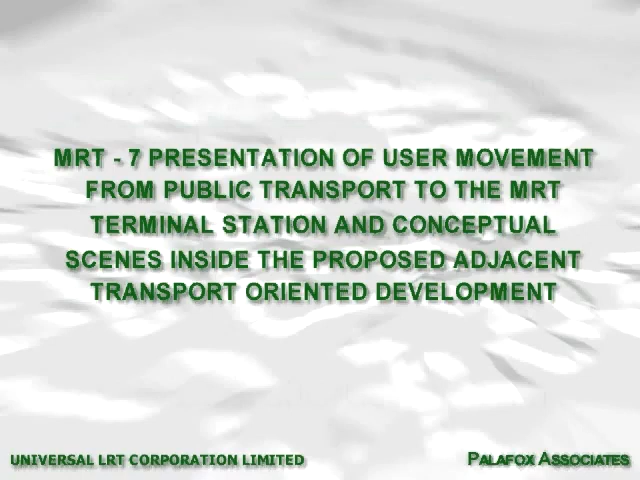 MRT - 7 PRESENTATION OF USER MOVEMENT
FROM PUBLIC TRANSPORT TO THE MRT
TERMINAL STATION AND CONCEPTUAL
SCENES INSIDE THE PROPOSED ADJACENT
TRANSPORT ORIENTED DEVELOPMENT
UNIVERSAL LRT CORPORATION LIMITED
PALAFOX ASSOCIATES